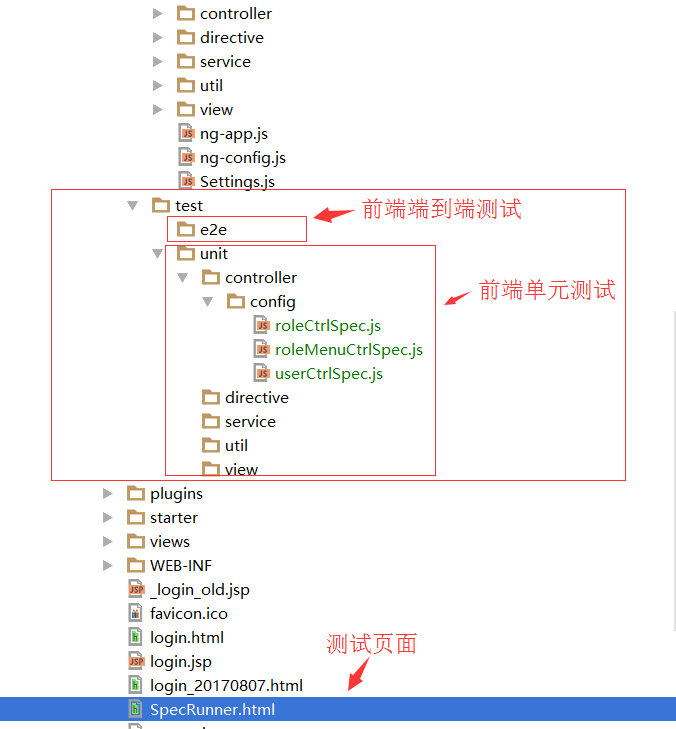 controller
directive
service
util
view
ng-app.js
ng-config.js
Settings.js
test
前端端到端测试
e2e
unit
controller
前端单元测试
config
roleCtrlSpec.js
roleMenuCtrlSpec.js
userCtrlSpec.js
directive
service
util
view
plugins
starter
views
WEB-INF
_login_old.jsp
favicon.ico
login.html
测试页面
login.jsp
login_20170807.html
SpecRunner.html